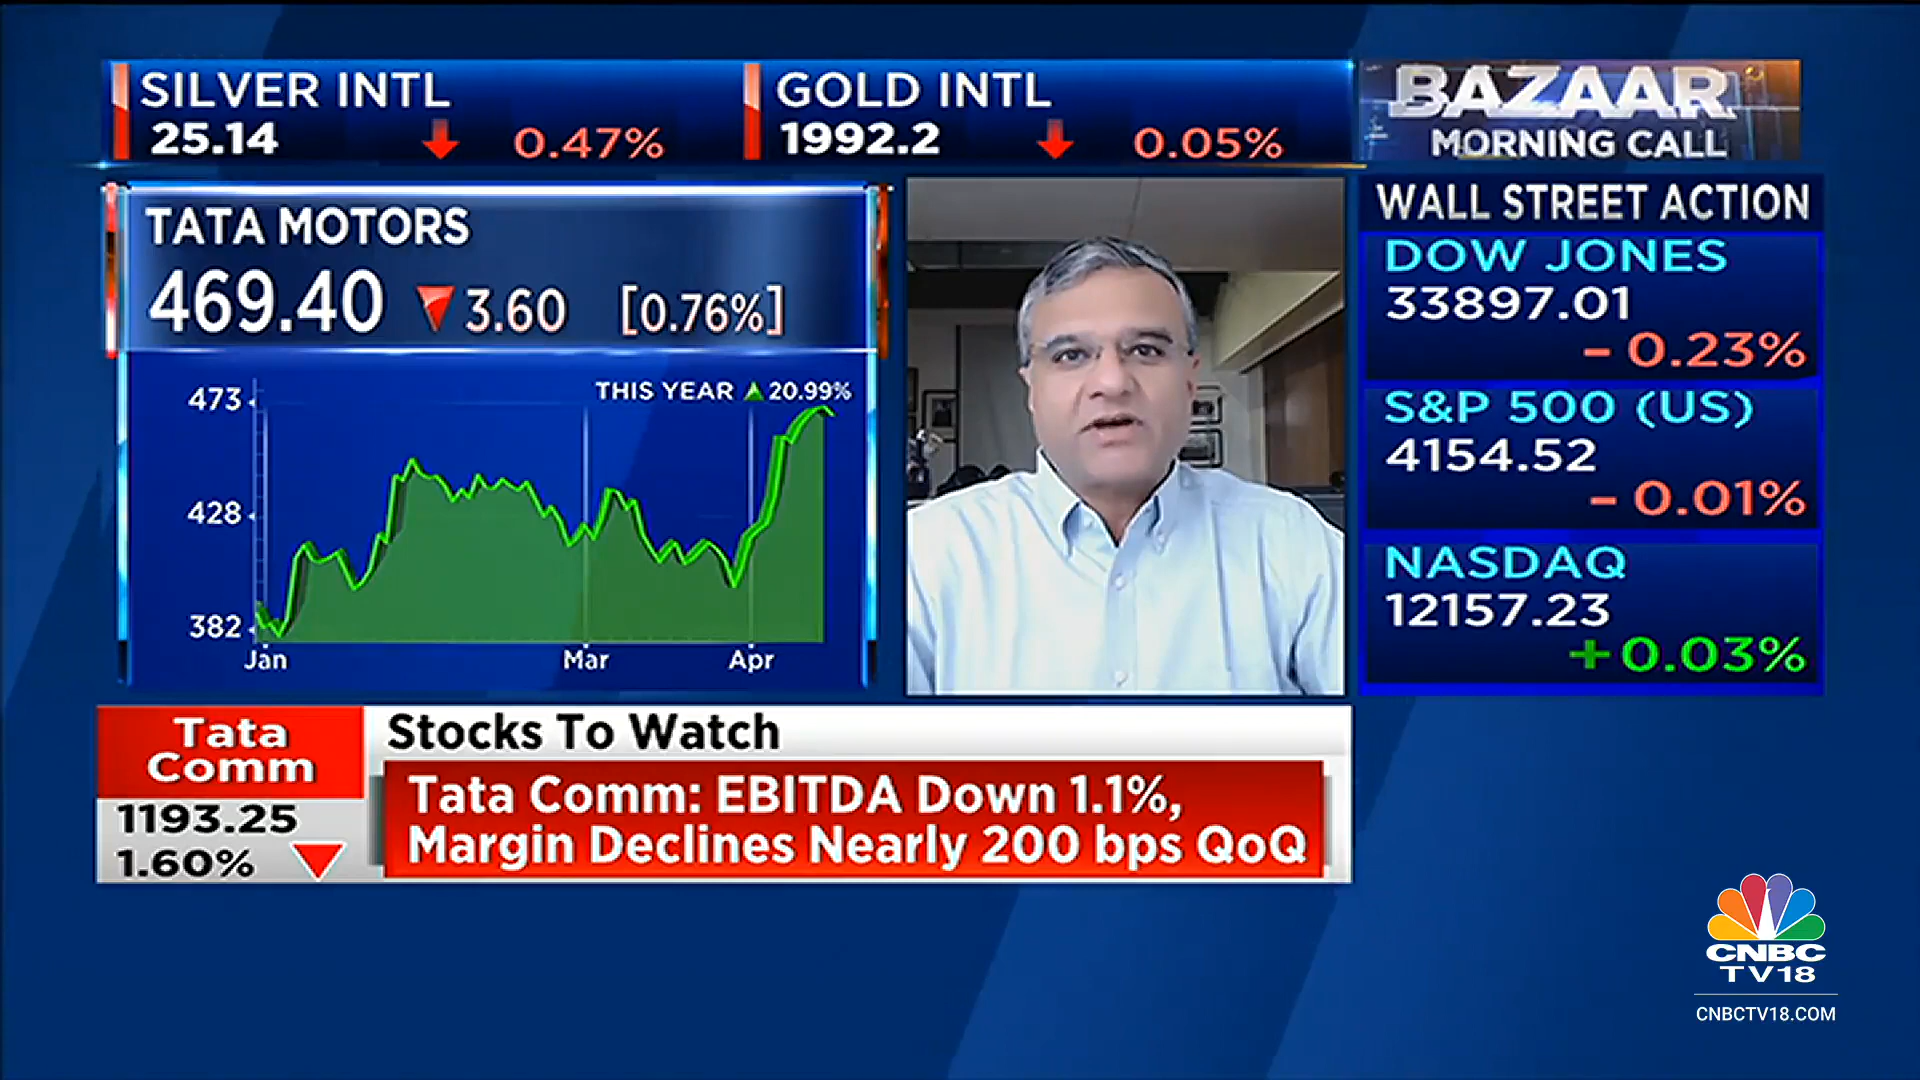 SILVER INTL
25.14 0.47%
GOLD INTL
1992.2 0.05%
BAZAAR
MORNING CALL
TATA MOTORS
469.40 3.60 [0.76%]
THIS YEAR 20.99%
473
428
382
Jan Mar Apr
WALL STREET ACTION
DOW JONES
33897.01
- 0.23%
S&P 500 (US)
4154.52
- 0.01%
NASDAQ
12157.23
+0.03%
Tata
Comm
1193.25
1.60%
Stocks To Watch
Tata Comm: EBITDA Down 1.1%,
Margin Declines Nearly 200 bps QoQ
CNBC
TV18
CNBCTV18.COM